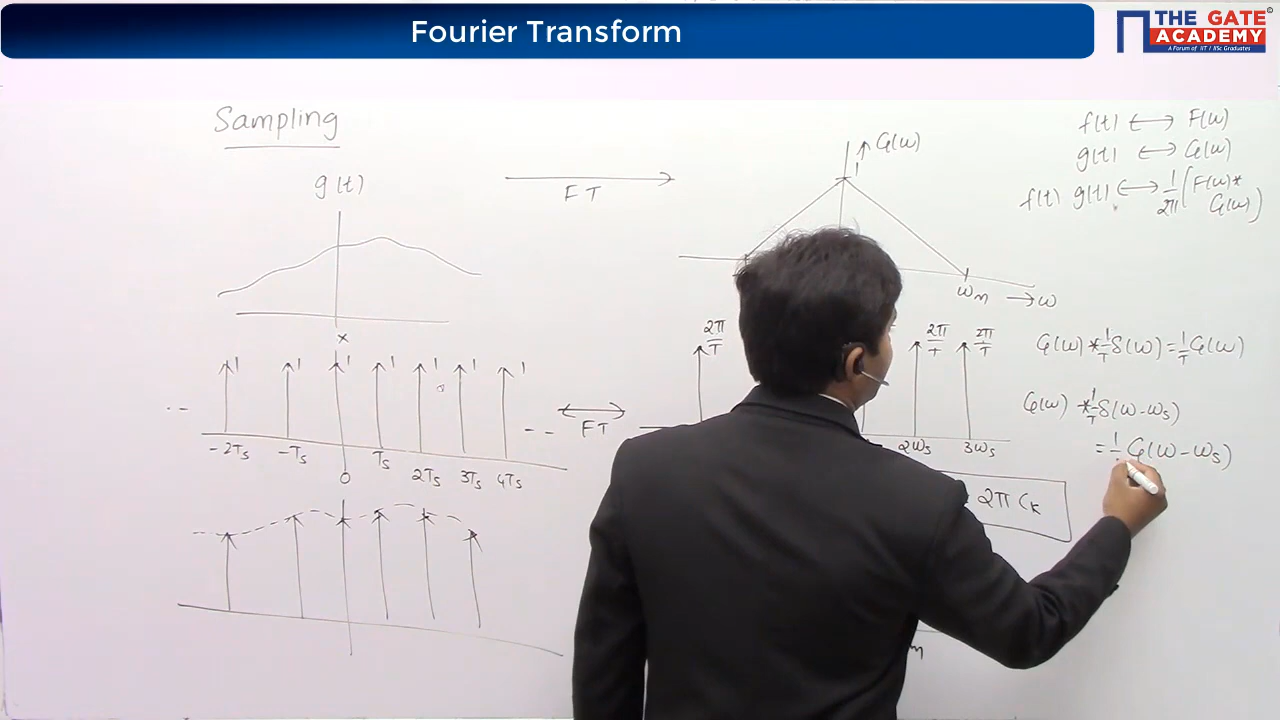 Fourier Transform
THE GATE ACADEMY
A Forum of IIT / IISc Graduates
©
Sampling
g(t)
FT
G(ω)
1
ωm → ω
f(t) ↔ F(ω)
g(t) ↔ G(ω)
f(t) g(t) ↔ 1/2π (F(ω)* G(ω))
×
1 1 1 1 1 1 1
-- --
-2Ts -Ts 0 Ts 2Ts 3Ts 4Ts
FT
2π/T 2π/T 2π/T
2ωs 3ωs
2π Ck
G(ω) * 1/T δ(ω) = 1/T G(ω)
G(ω) * 1/T δ(ω-ωs)
= 1/ G(ω-ωs)
m